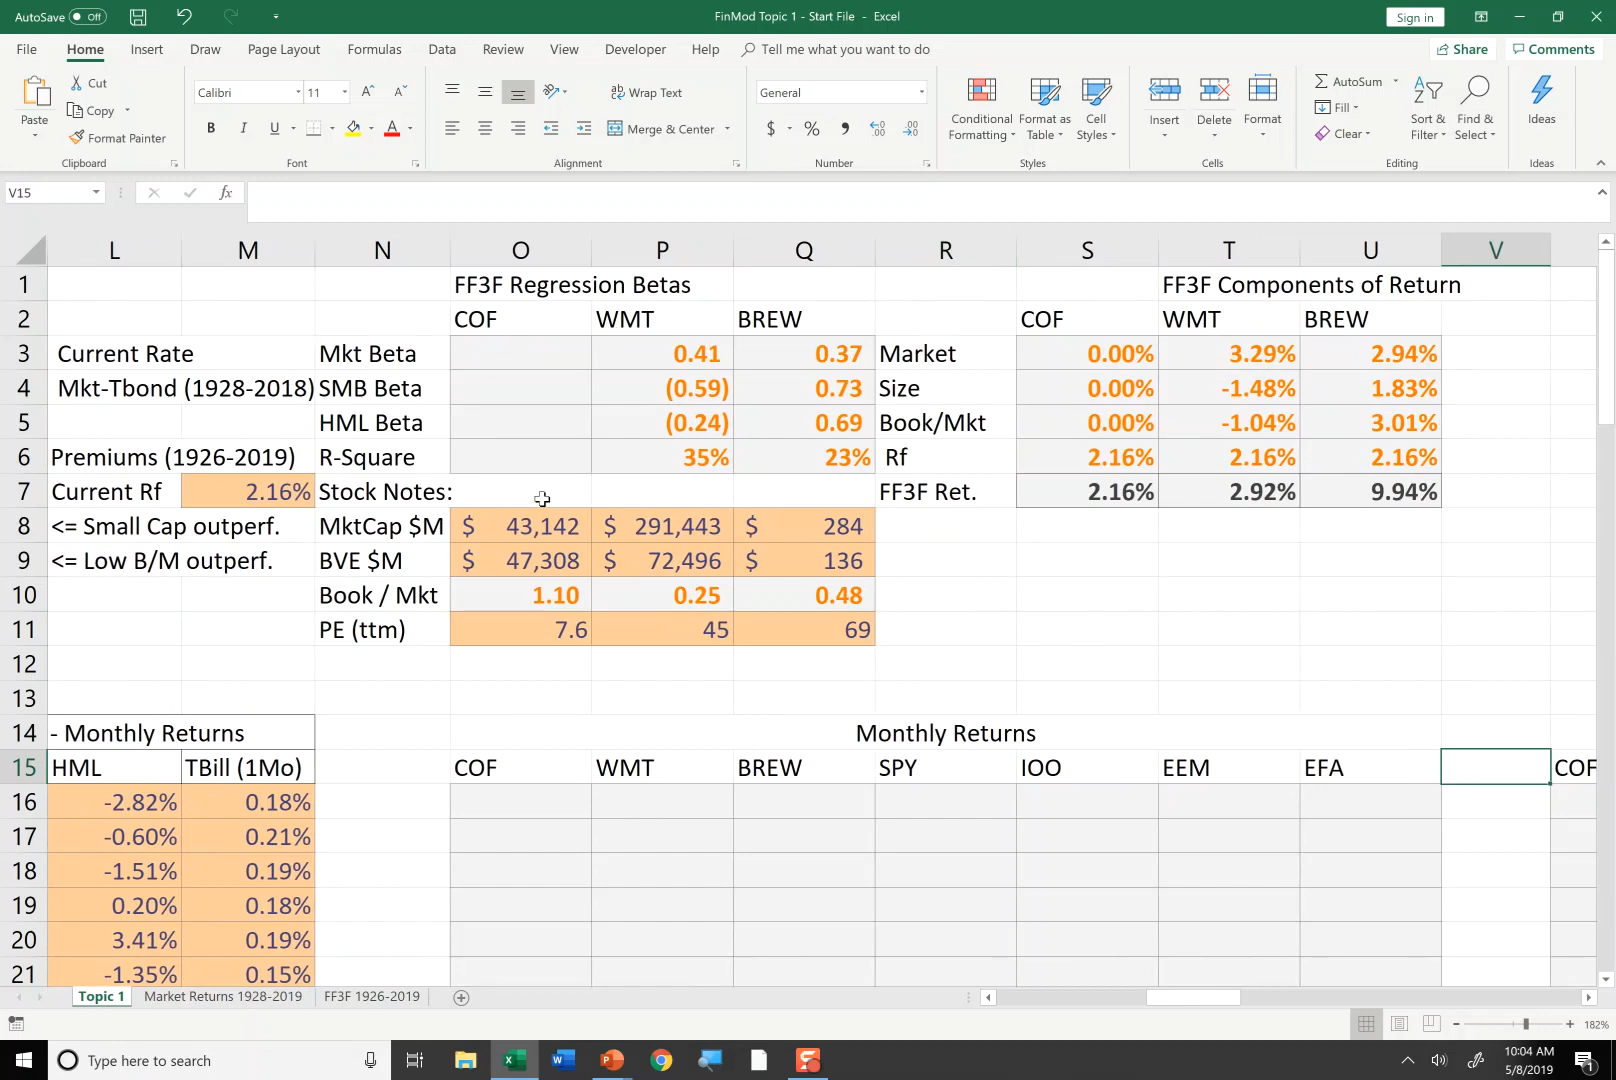 AutoSave Off FinMod Topic 1 - Start File - Excel Sign in
File Home Insert Draw Page Layout Formulas Data Review View Developer Help Tell me what you want to do Share Comments
Paste Cut Copy Format Painter
Calibri 11 A^ A˅
B I U A
ab Wrap Text
Merge & Center
General
$ % , .00 .0
Conditional Formatting Format as Table Cell Styles
Insert Delete Format
AutoSum Fill Clear
Sort & Filter Find & Select
Ideas
Clipboard Font Alignment Number Styles Cells Editing Ideas
V15 fx
L M N O P Q R S T U V
1 FF3F Regression Betas FF3F Components of Return
2 COF WMT BREW COF WMT BREW
3 Current Rate Mkt Beta 0.41 0.37 Market 0.00% 3.29% 2.94%
4 Mkt-Tbond (1928-2018) SMB Beta (0.59) 0.73 Size 0.00% -1.48% 1.83%
5 HML Beta (0.24) 0.69 Book/Mkt 0.00% -1.04% 3.01%
6 Premiums (1926-2019) R-Square 35% 23% Rf 2.16% 2.16% 2.16%
7 Current Rf 2.16% Stock Notes: FF3F Ret. 2.16% 2.92% 9.94%
8 <= Small Cap outperf. MktCap $M $ 43,142 $ 291,443 $ 284
9 <= Low B/M outperf. BVE $M $ 47,308 $ 72,496 $ 136
10 Book / Mkt 1.10 0.25 0.48
11 PE (ttm) 7.6 45 69
12
13
14 - Monthly Returns Monthly Returns
15 HML TBill (1Mo) COF WMT BREW SPY IOO EEM EFA COF
16 -2.82% 0.18%
17 -0.60% 0.21%
18 -1.51% 0.19%
19 0.20% 0.18%
20 3.41% 0.19%
21 -1.35% 0.15%
Topic 1 Market Returns 1928-2019 FF3F 1926-2019
182%
Type here to search 10:04 AM
5/8/2019 1